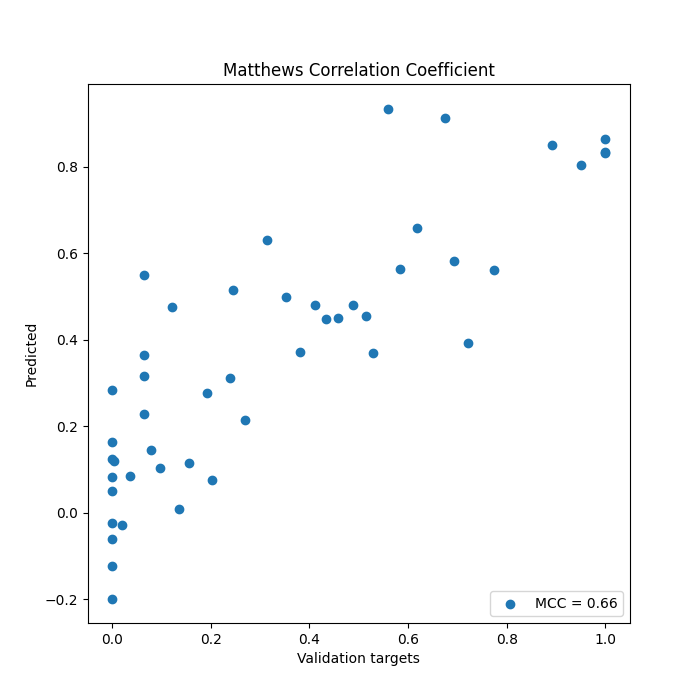 Matthews Correlation Coefficient
Predicted
0.8
0.6
0.4
0.2
0.0
−0.2
MCC = 0.66
0.0 0.2 0.4 0.6 0.8 1.0
Validation targets